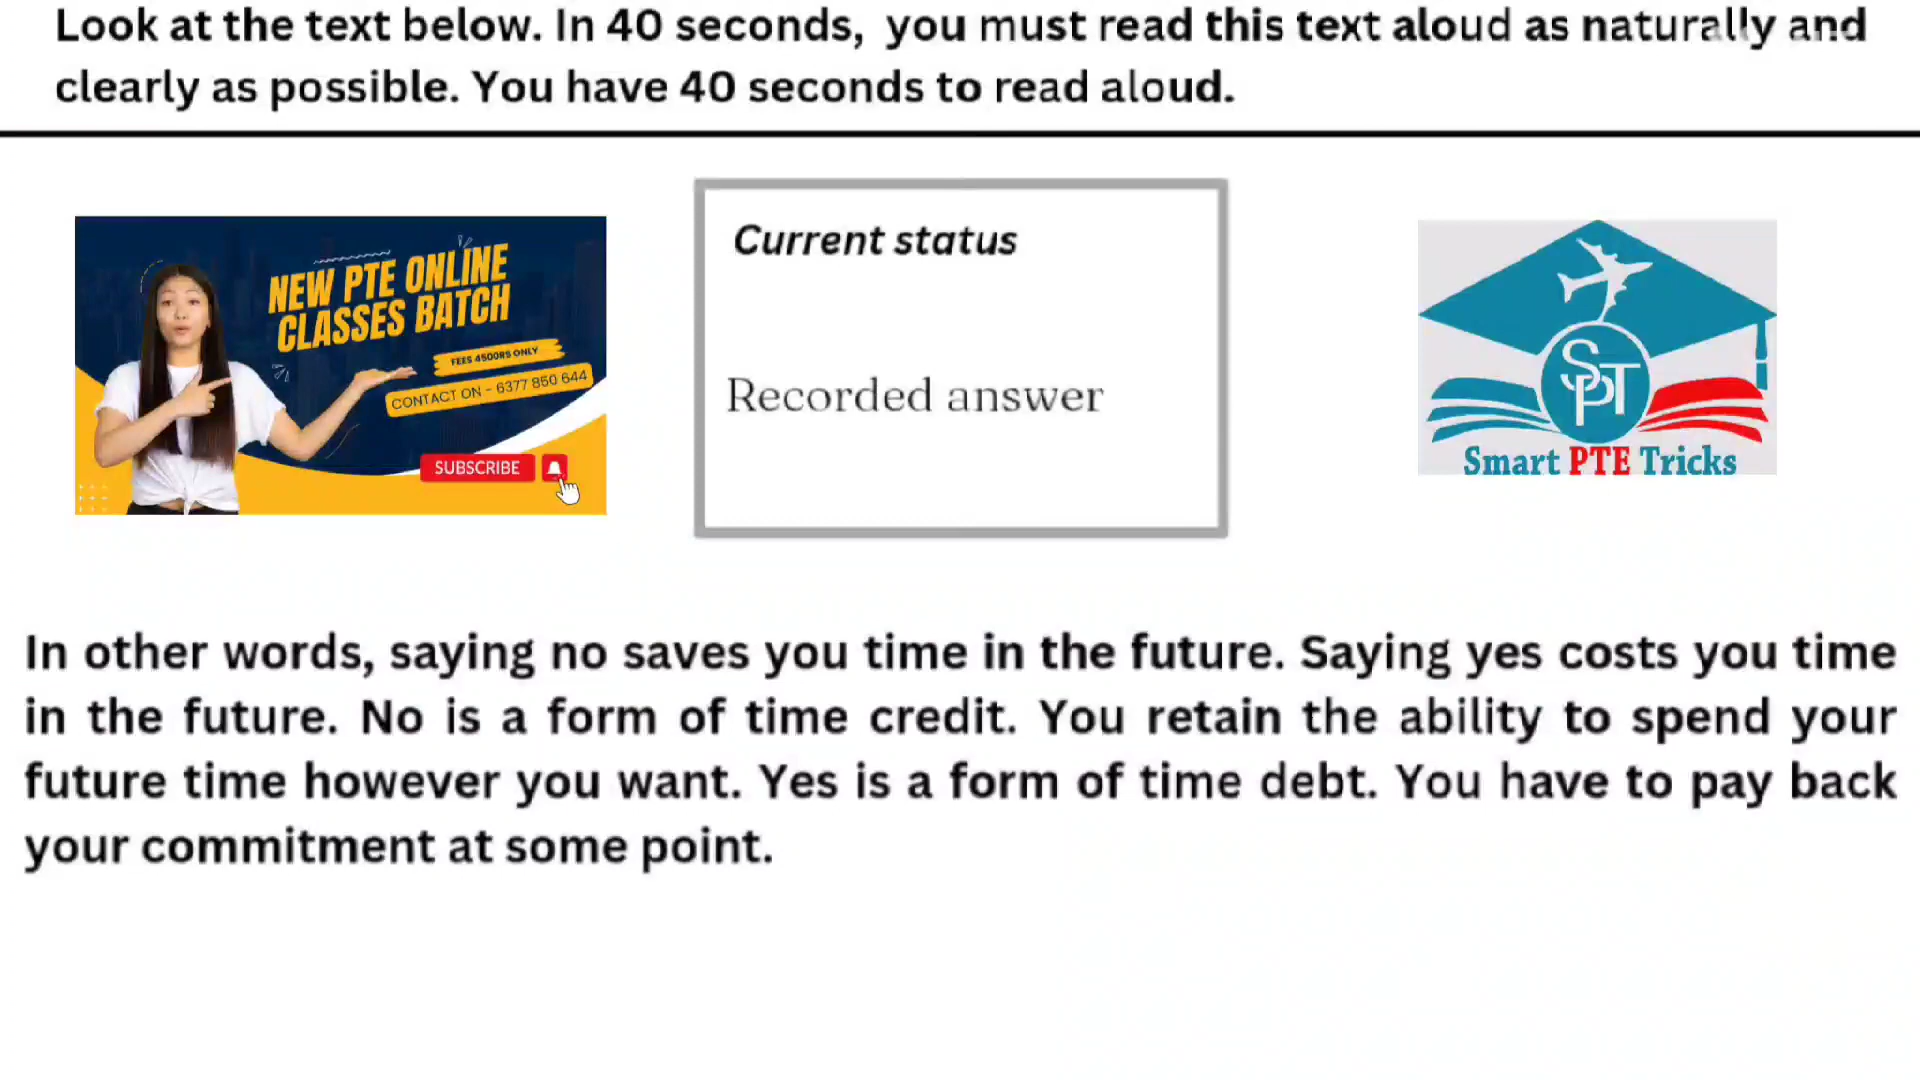 Look at the text below. In 40 seconds, you must read this text aloud as naturally and
clearly as possible. You have 40 seconds to read aloud.
NEW PTE ONLINE
CLASSES BATCH
FEES 4500RS ONLY
CONTACT ON - 6377 850 644
SUBSCRIBE
Current status
Recorded answer
SPT
Smart PTE Tricks
In other words, saying no saves you time in the future. Saying yes costs you time
in the future. No is a form of time credit. You retain the ability to spend your
future time however you want. Yes is a form of time debt. You have to pay back
your commitment at some point.